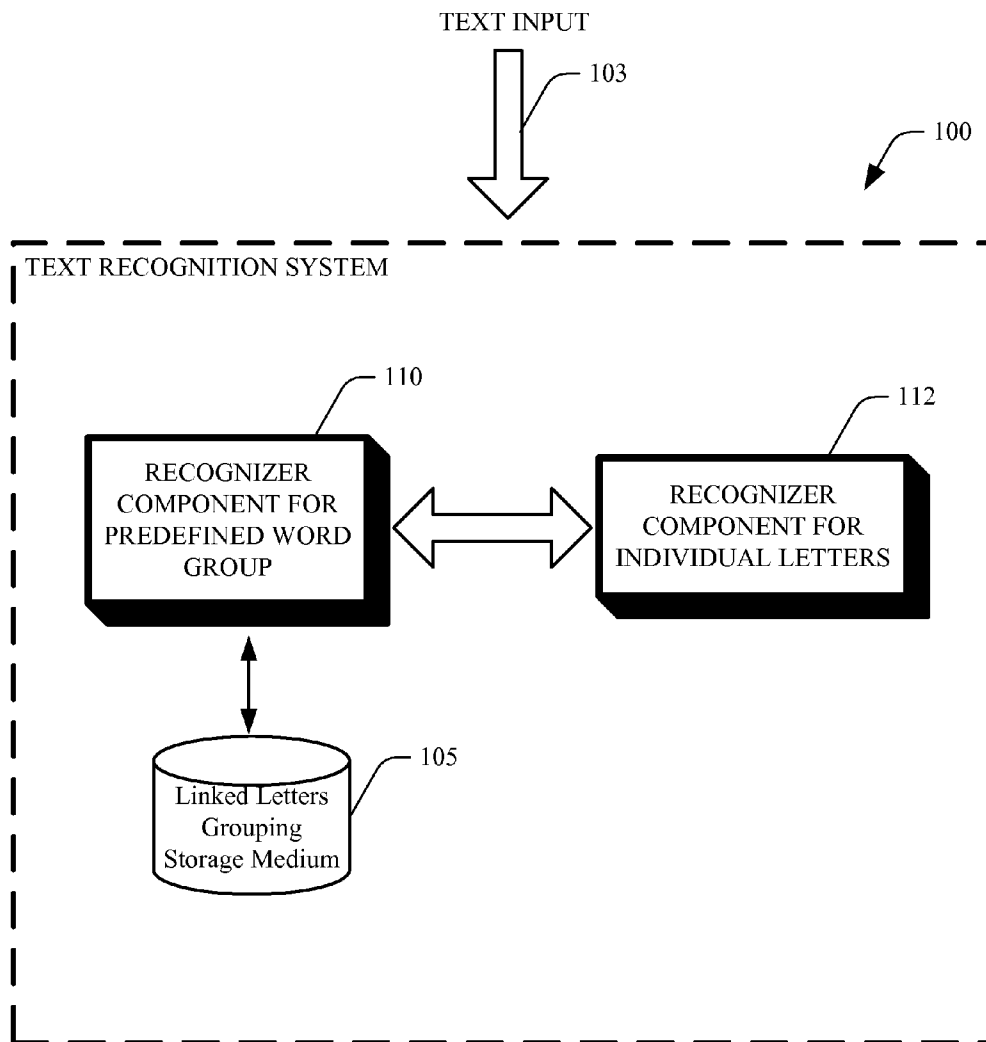 TEXT INPUT
103
100
TEXT RECOGNITION SYSTEM
110
112
RECOGNIZER
COMPONENT FOR
PREDEFINED WORD
GROUP
RECOGNIZER
COMPONENT FOR
INDIVIDUAL LETTERS
105
Linked Letters
Grouping
Storage Medium